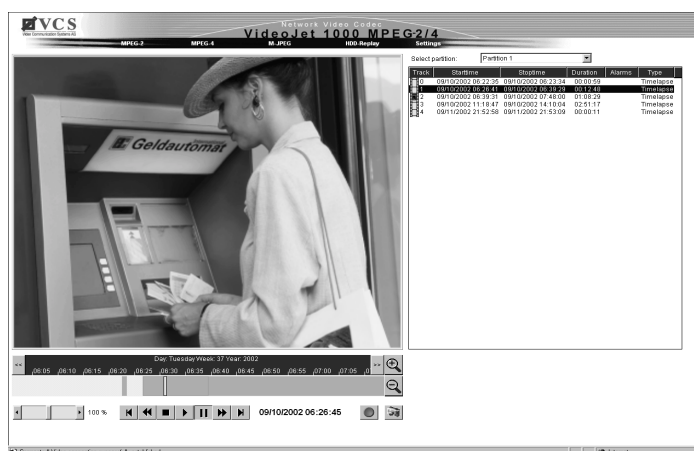 VCS
Video Communication Systems AG
Network Video Codec
VideoJet 1000 MPEG-2/4
MPEG-2 MPEG-4 M-JPEG HDD-Replay Settings
Geldautomat
Select partition: Partition 1
Track Starttime Stoptime Duration Alarms Type
0 09/10/2002 06:22:35 09/10/2002 06:23:34 00:00:59 Timelapse
1 09/10/2002 06:26:41 09/10/2002 06:39:29 00:12:48 Timelapse
2 09/10/2002 06:39:31 09/10/2002 07:48:00 01:08:29 Timelapse
3 09/10/2002 11:18:47 09/10/2002 14:10:04 02:51:17 Timelapse
4 09/11/2002 21:52:58 09/11/2002 21:53:09 00:00:11 Timelapse
Day: Tuesday Week: 37 Year: 2002
<< 06:05 06:10 06:15 06:20 06:25 06:30 06:35 06:40 06:45 06:50 06:55 07:00 07:05 >>
100 % 09/10/2002 06:26:45